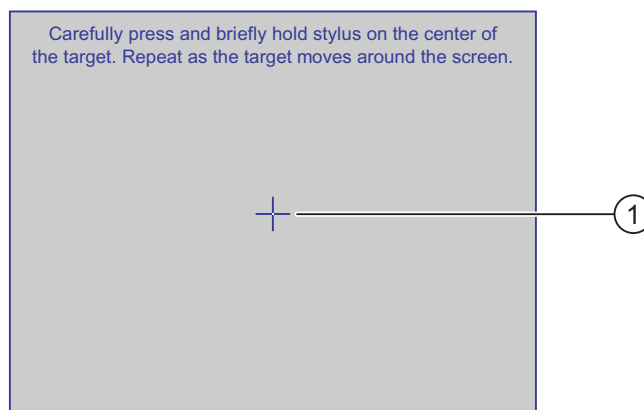 Carefully press and briefly hold stylus on the center of
the target. Repeat as the target moves around the screen.
1